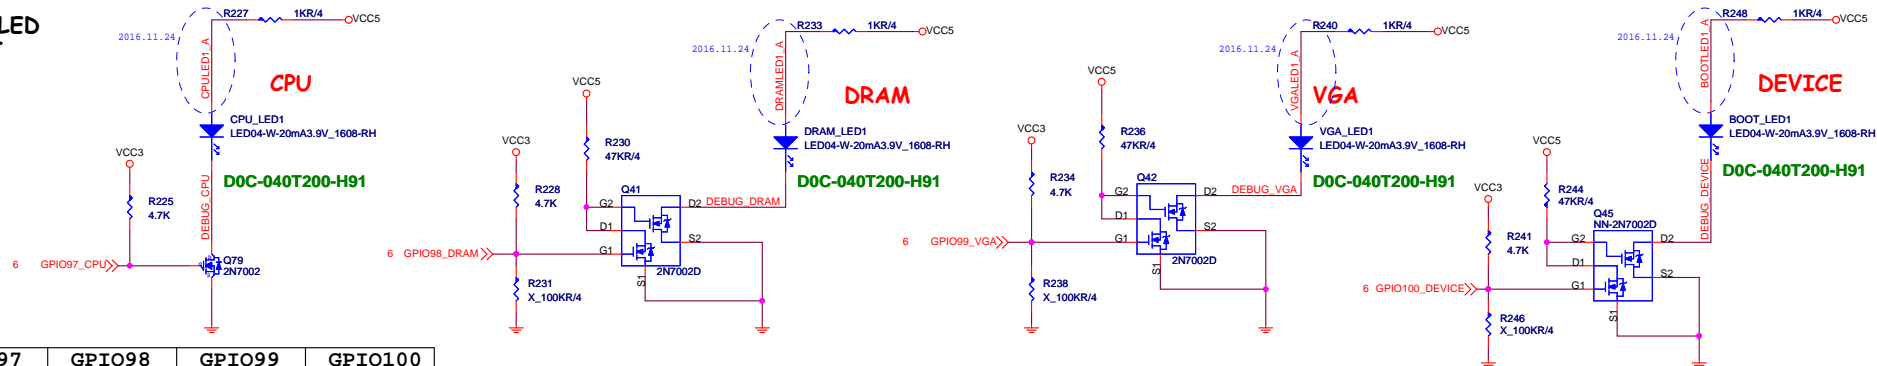 LED
R227
1KR/4
VCC5
2016.11.24
CPULED1_A
CPU
CPU_LED1
LED04-W-20mA3.9V_1608-RH
D0C-040T200-H91
VCC3
R225
4.7K
DEBUG_CPU
6 GPIO97_CPU
Q79
2N7002
R233
1KR/4
VCC5
2016.11.24
DRAMLED1_A
DRAM
VCC5
R230
47KR/4
DRAM_LED1
LED04-W-20mA3.9V_1608-RH
D0C-040T200-H91
VCC3
R228
4.7K
Q41
G2
D2
DEBUG_DRAM
D1
S2
G1
S1
2N7002D
6 GPIO98_DRAM
R231
X_100KR/4
R240
1KR/4
VCC5
2016.11.24
VGALED1_A
VGA
VCC5
R236
47KR/4
VGA_LED1
LED04-W-20mA3.9V_1608-RH
D0C-040T200-H91
VCC3
R234
4.7K
Q42
G2
D2
DEBUG_VGA
D1
S2
G1
S1
2N7002D
6 GPIO99_VGA
R238
X_100KR/4
R248
1KR/4
VCC5
2016.11.24
BOOTLED1_A
DEVICE
BOOT_LED1
LED04-W-20mA3.9V_1608-RH
D0C-040T200-H91
VCC5
R244
47KR/4
VCC3
R241
4.7K
Q45
NN-2N7002D
G2
D2
DEBUG_DEVICE
D1
S2
G1
S1
6 GPIO100_DEVICE
R246
X_100KR/4
97 GPIO98 GPIO99 GPIO100